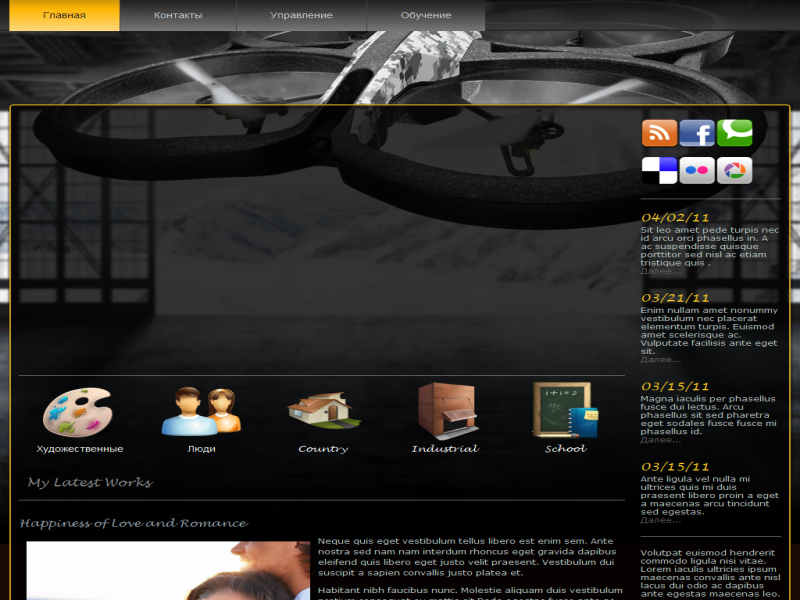 Главная
Контакты
Управление
Обучение
04/02/11
Sit leo amet pede turpis nec
id arcu orci phasellus in. A
ac suspendisse quisque
porttitor sed nisl ac etiam
tristique quis .
Далее...
03/21/11
Enim nullam amet nonummy
vestibulum nec placerat
elementum turpis. Euismod
amet scelerisque ac.
Vulputate facilisis ante eget
sit.
Далее...
03/15/11
Magna iaculis per phasellus
fusce dui lectus. Arcu
phasellus sit sed pharetra
eget sodales fusce fusce mi
phasellus id.
Далее...
03/15/11
Ante ligula vel nulla mi
ultrices quis mi duis
praesent libero proin a eget
a maecenas arcu tincidunt
sed egestas.
Далее...
Volutpat euismod hendrerit
commodo ligula nisi vitae.
Lorem iaculis ultricies ipsum
maecenas convallis ante nisl
lacus dui odio ac dapibus
ante egestas maecenas leo.
Художественные
Люди
Country
Industrial
School
My Latest Works
Happiness of Love and Romance
Neque quis eget vestibulum tellus libero est enim sem. Ante
nostra sed nam nam interdum rhoncus eget gravida dapibus
eleifend quis libero eget justo velit praesent. Vestibulum dui
suscipit a sapien convallis justo platea et.
Habitant nibh faucibus nunc. Molestie aliquam duis vestibulum